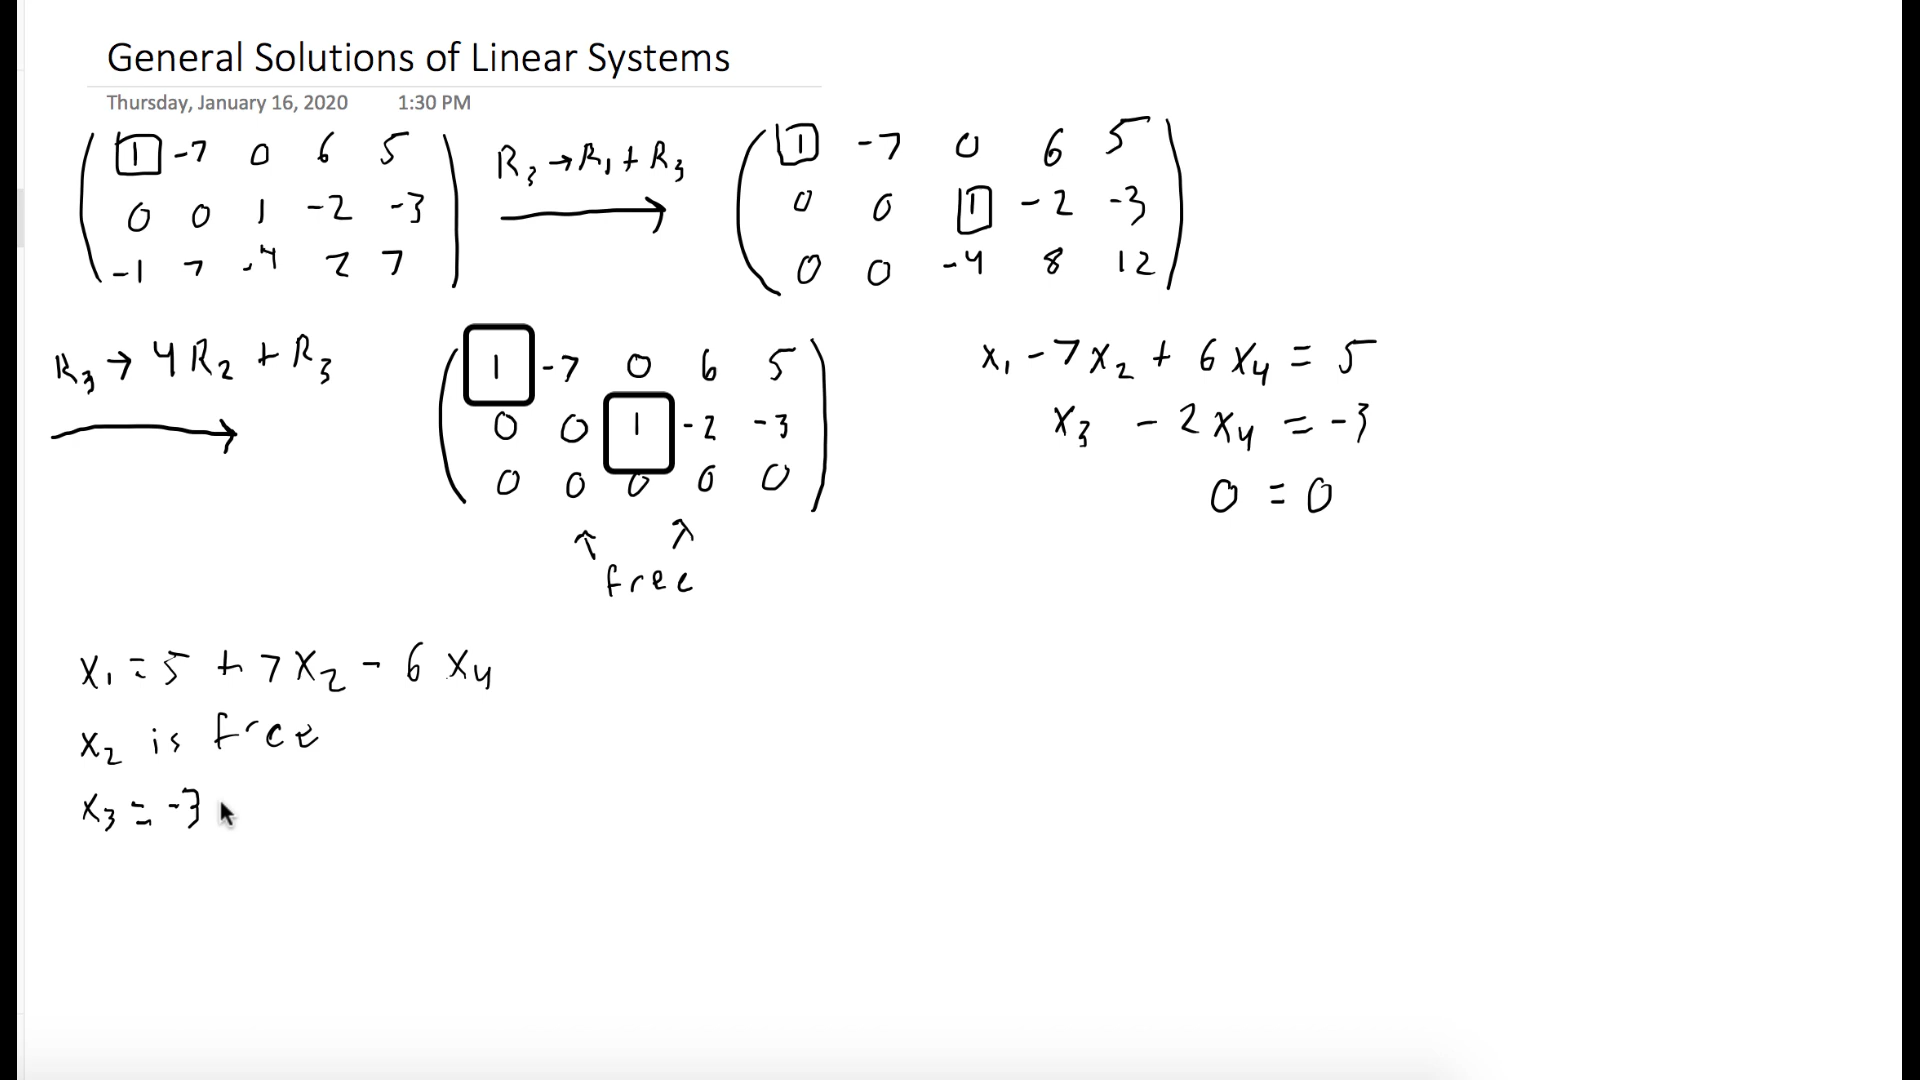 General Solutions of Linear Systems
Thursday, January 16, 2020 1:30 PM
1 -7 0 6 5
0 0 1 -2 -3
-1 7 -4 2 7
R₃ → R₁ + R₃
1 -7 0 6 5
0 0 1 -2 -3
0 0 -4 8 12
R₃ → 4R₂ + R₃
1 -7 0 6 5
0 0 1 -2 -3
0 0 0 0 0
↑ ↑
free
x₁ - 7x₂ + 6x₄ = 5
x₃ - 2x₄ = -3
0 = 0
x₁ = 5 + 7x₂ - 6x₄
x₂ is free
x₃ = -3